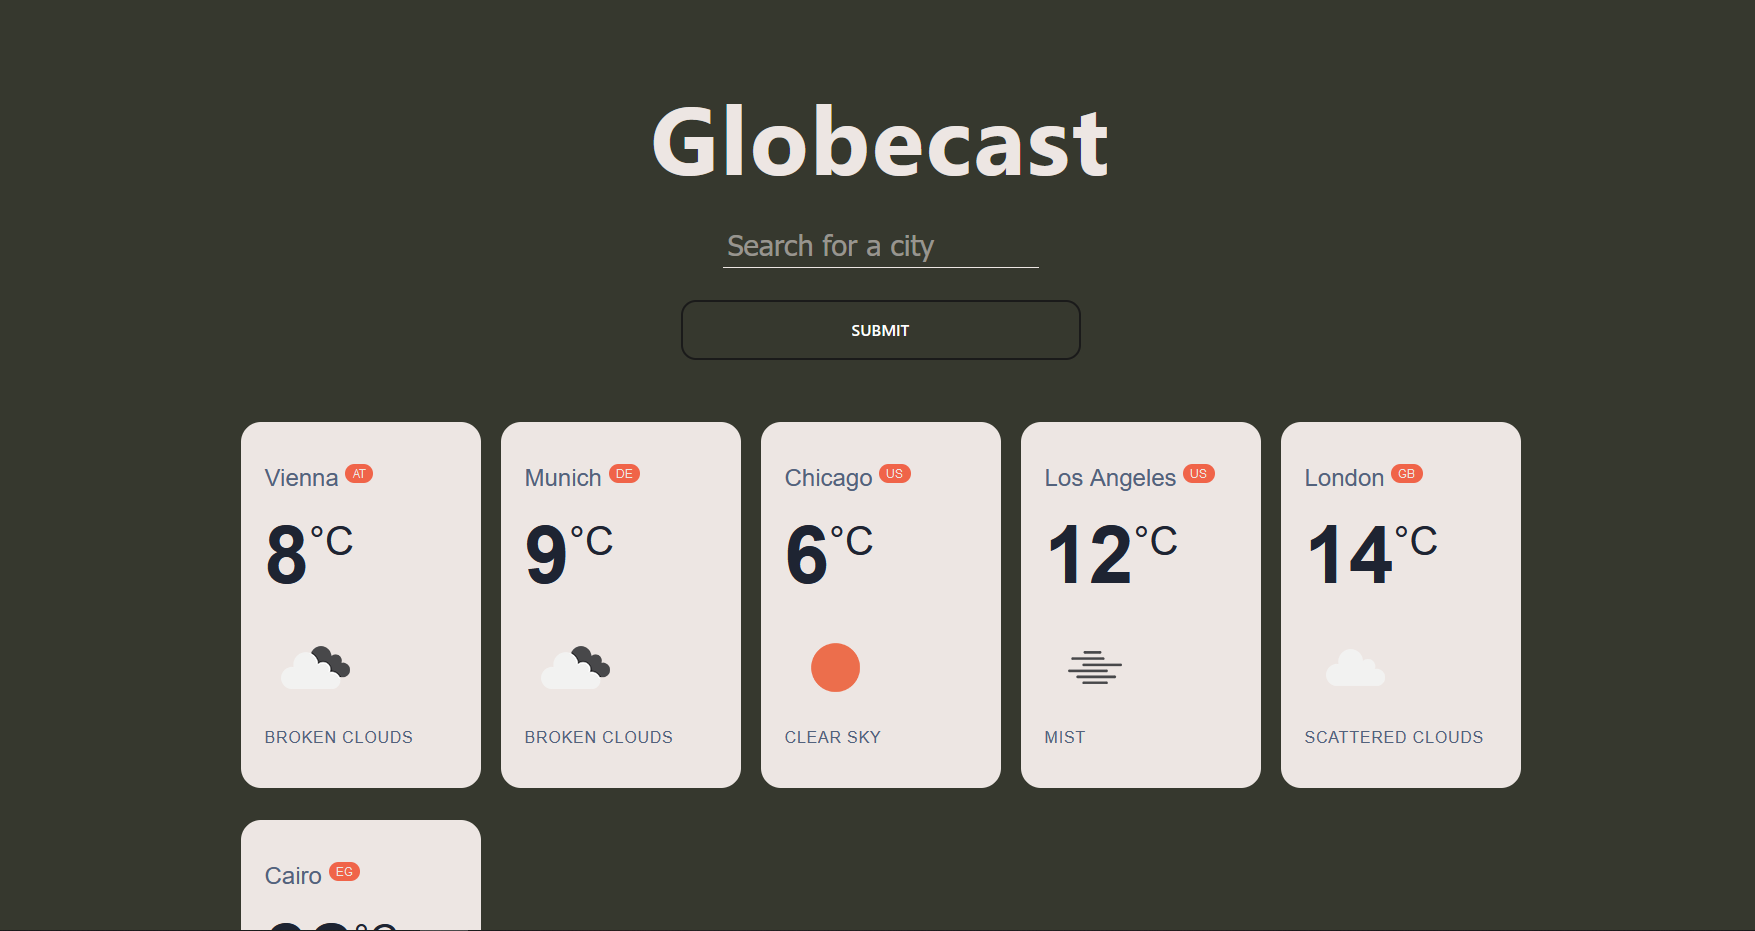 Globecast
Search for a city
SUBMIT
Vienna AT
8°C
BROKEN CLOUDS
Munich DE
9°C
BROKEN CLOUDS
Chicago US
6°C
CLEAR SKY
Los Angeles US
12°C
MIST
London GB
14°C
SCATTERED CLOUDS
Cairo EG
°C